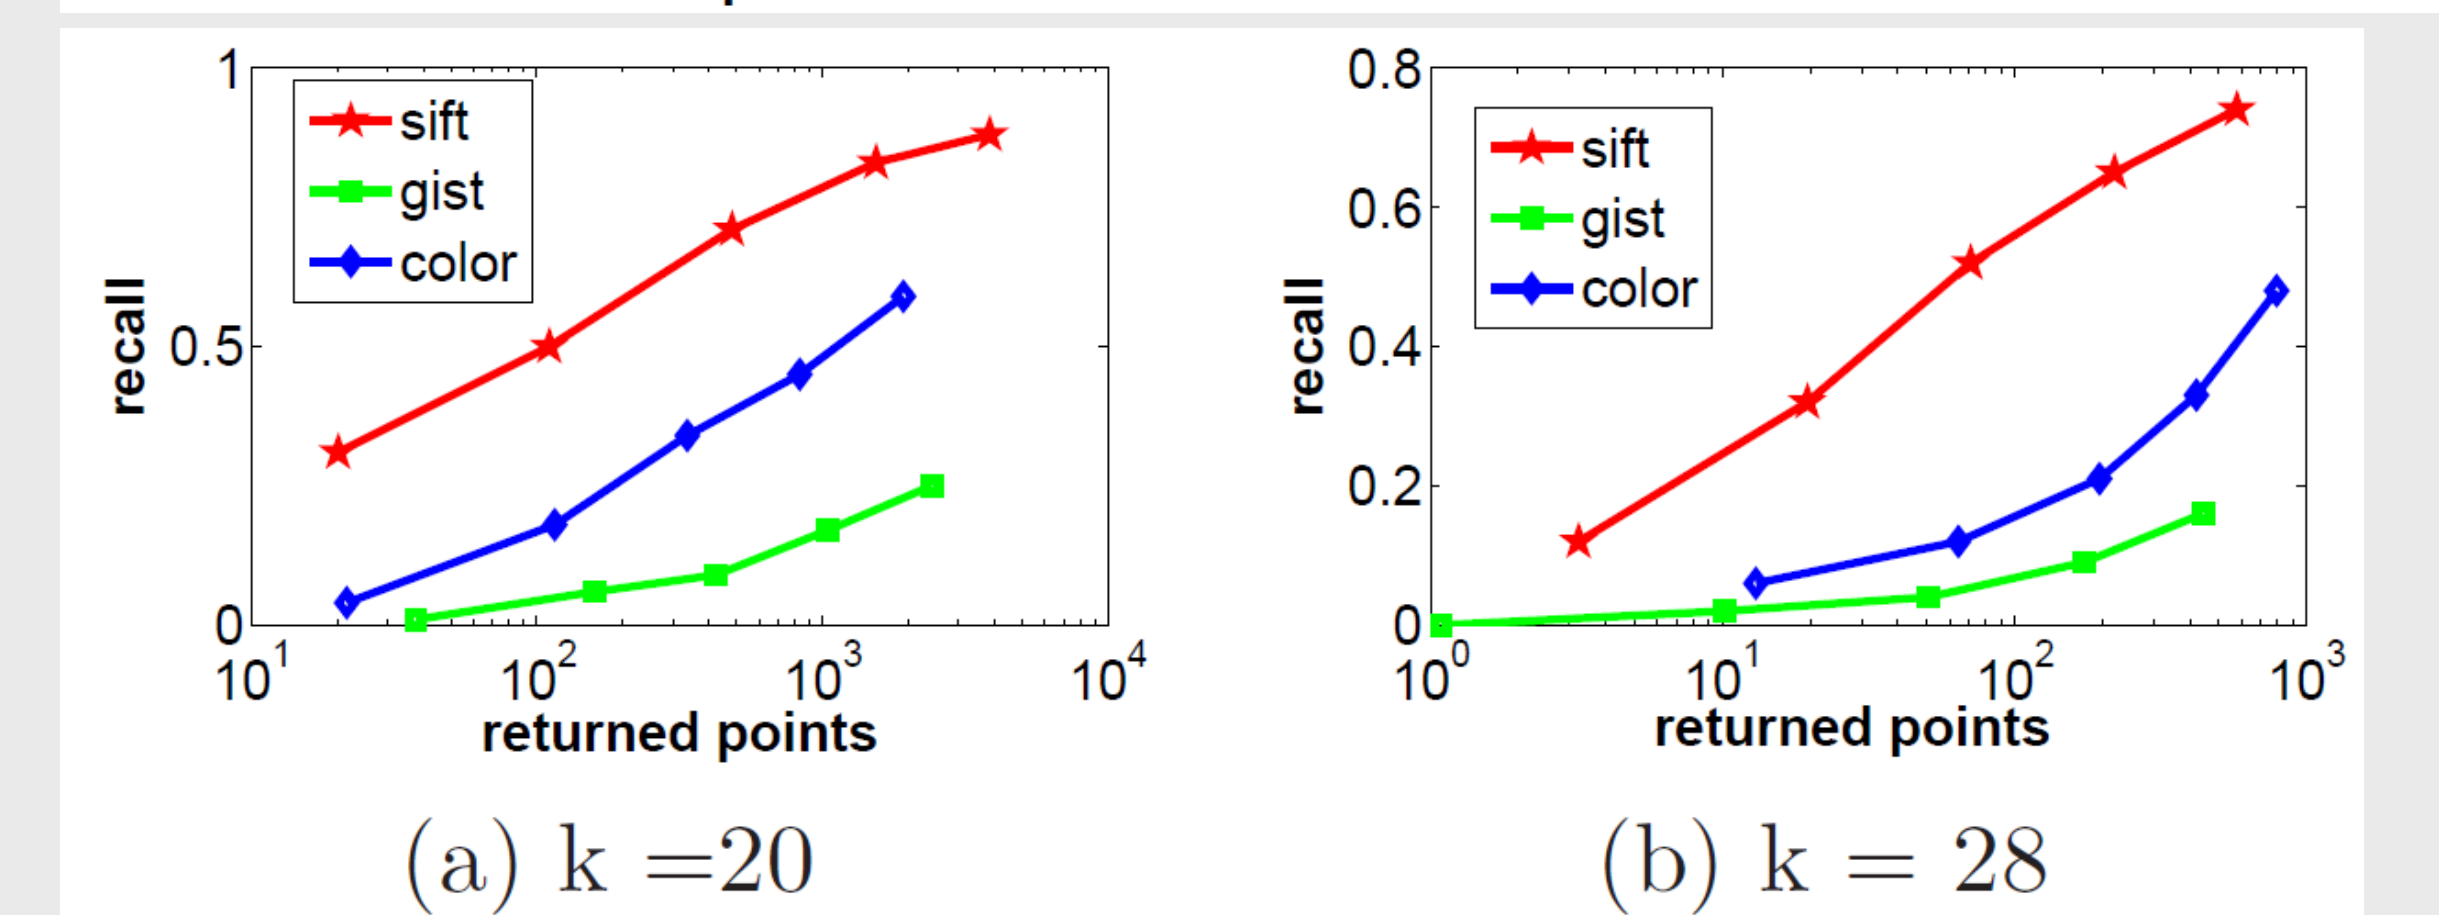 1
sift
gist
color
0.5
0
recall
10^1
10^2
10^3
10^4
returned points
(a) k =20
0.8
sift
gist
color
0.6
0.4
0.2
0
recall
10^0
10^1
10^2
10^3
returned points
(b) k = 28